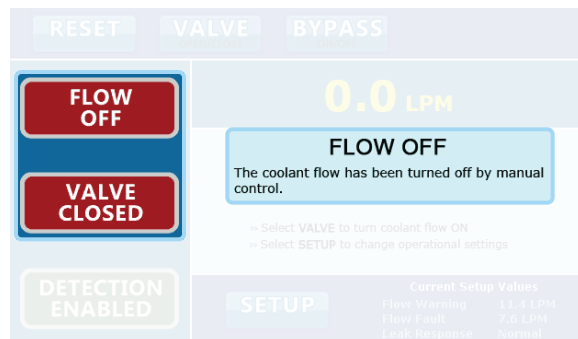 RESET VALVE BYPASS
FLOW
OFF
0.0 LPM
FLOW OFF
The coolant flow has been turned off by manual
control.
VALVE
CLOSED
» Select VALVE to turn coolant flow ON
» Select SETUP to change operational settings
DETECTION
ENABLED
SETUP
Current Setup Values
Flow Warning 11.4 LPM
Flow Fault 7.6 LPM
Leak Response Normal